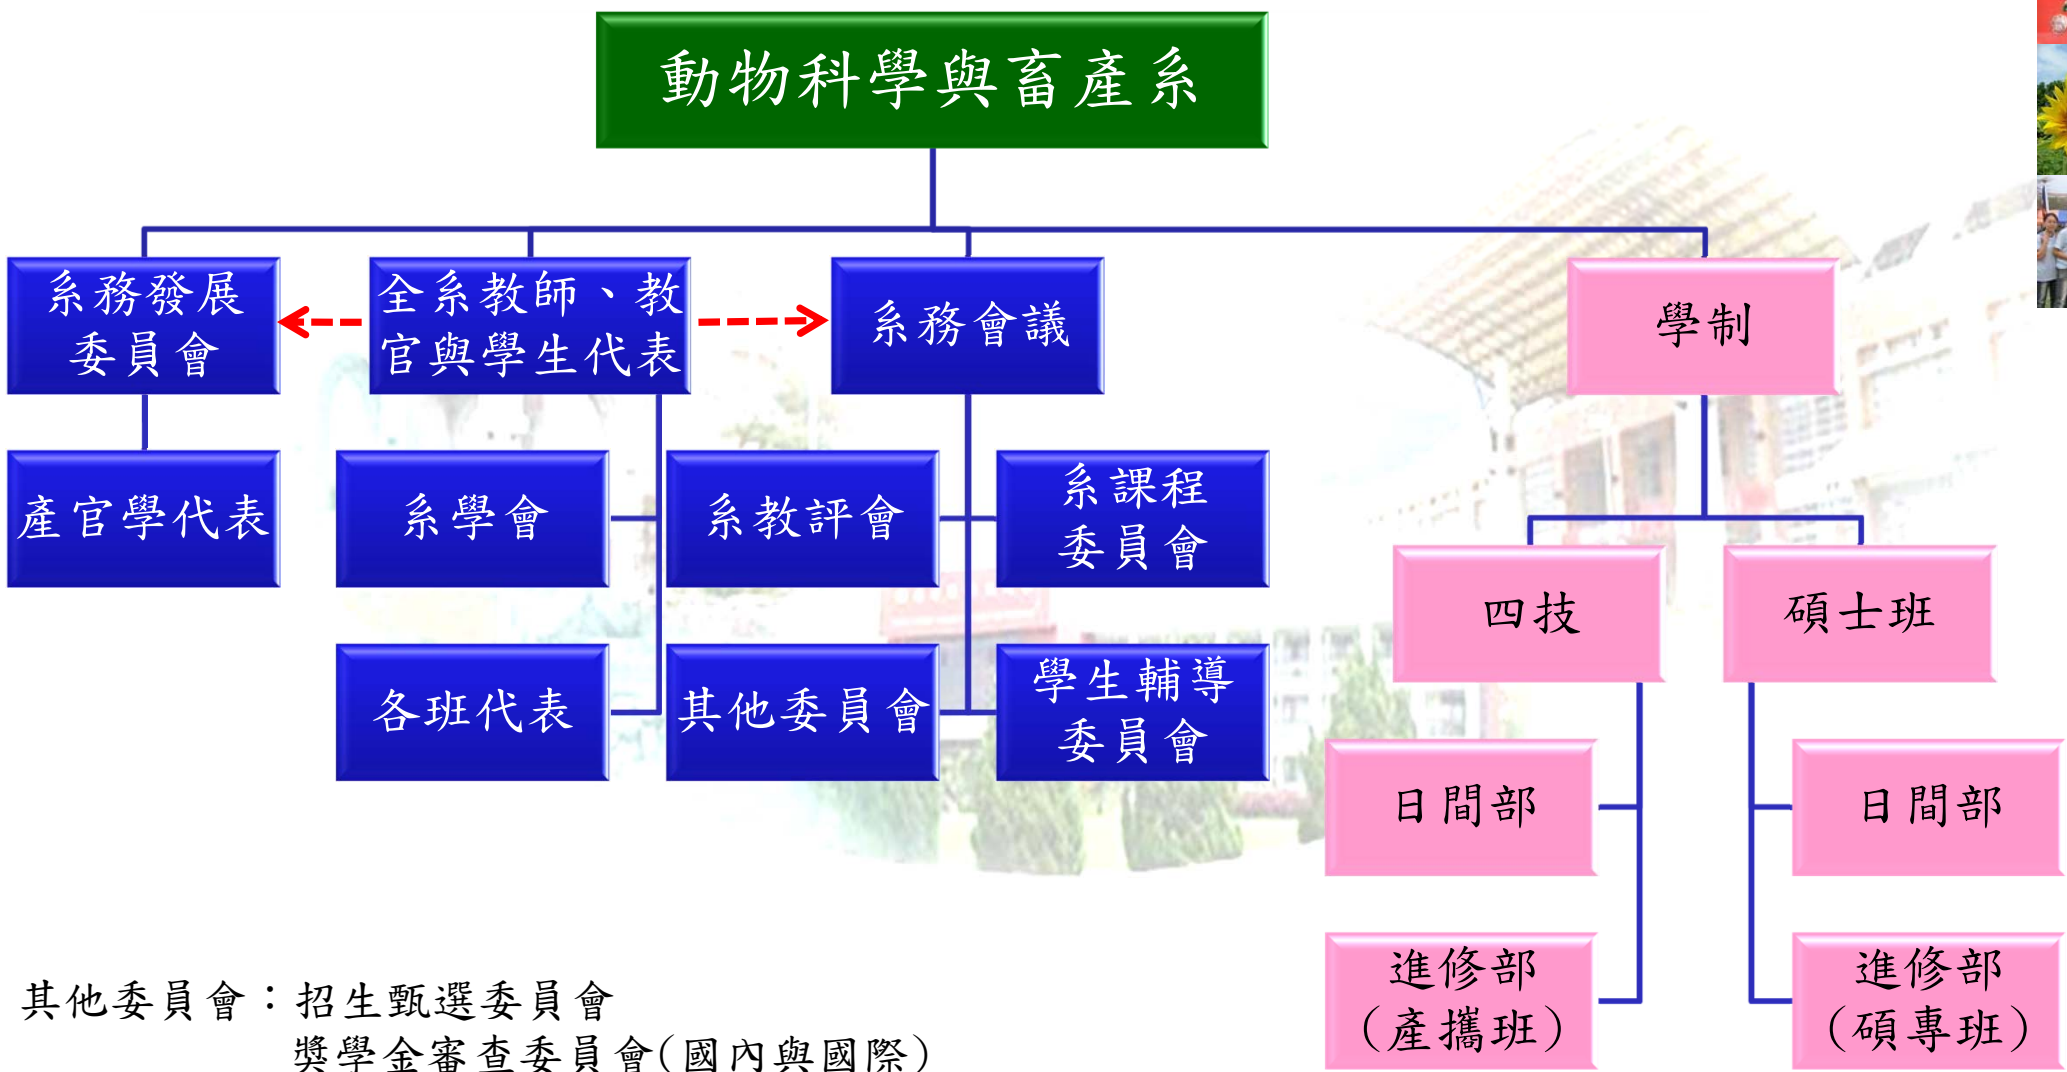 動物科學與畜產系
系務發展
委員會
全系教師、教
官與學生代表
系務會議
學制
產官學代表
系學會
系教評會
系課程
委員會
四技
碩士班
各班代表
其他委員會
學生輔導
委員會
日間部
日間部
進修部
(產攜班)
進修部
(碩專班)
其他委員會：招生甄選委員會
獎學金審查委員會(國內與國際)